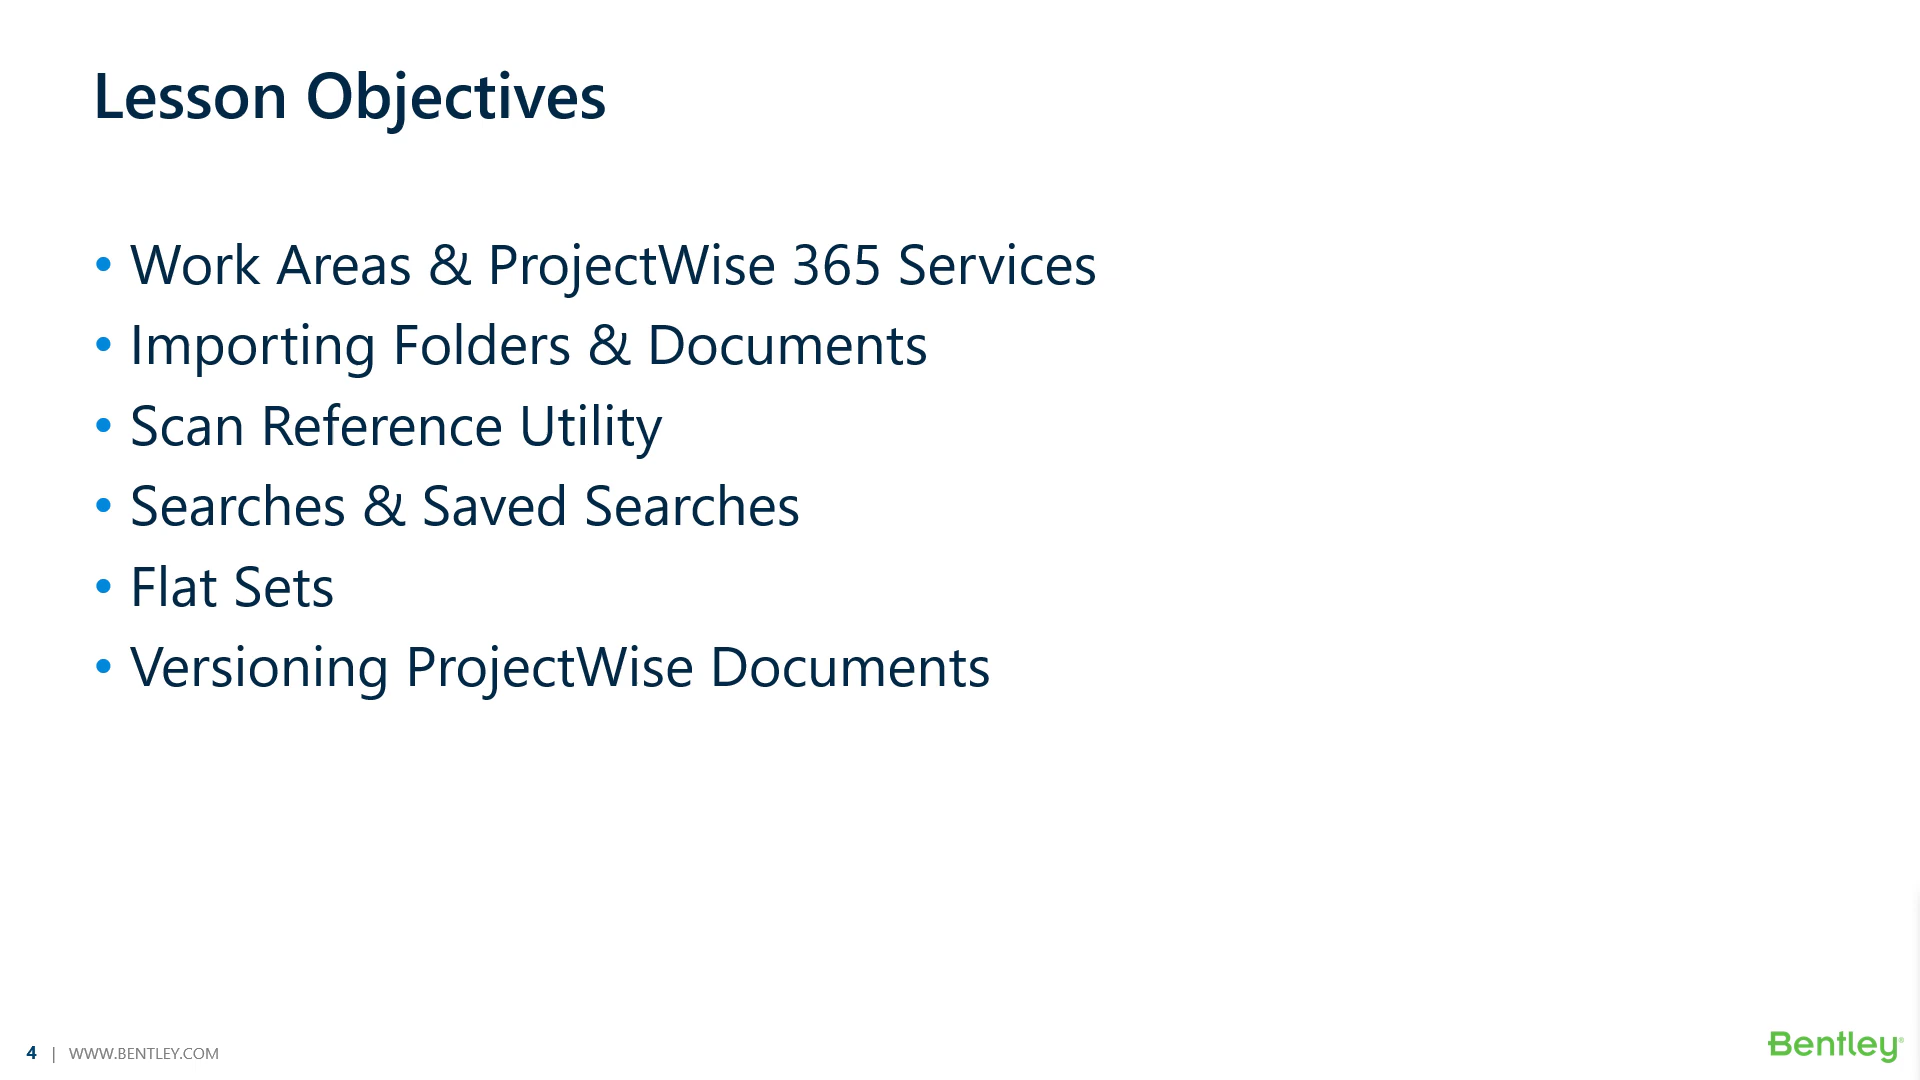 Lesson Objectives
• Work Areas & ProjectWise 365 Services
• Importing Folders & Documents
• Scan Reference Utility
• Searches & Saved Searches
• Flat Sets
• Versioning ProjectWise Documents
4 | WWW.BENTLEY.COM
Bentley®